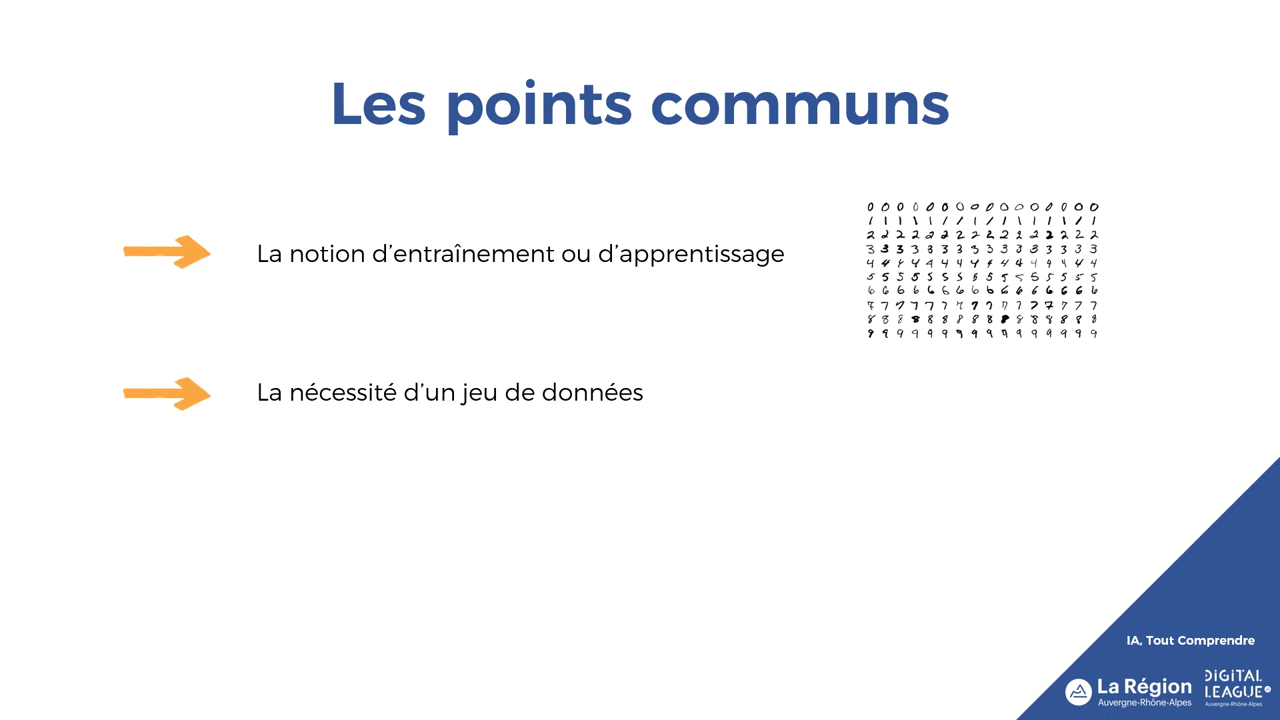 Les points communs
La notion d’entraînement ou d’apprentissage
0 0 0 0 0 0 0 0 0 0 0 0 0 0 0 0
1 1 1 1 1 1 1 1 1 1 1 1 1 1 1 1
2 2 2 2 2 2 2 2 2 2 2 2 2 2 2 2
3 3 3 3 3 3 3 3 3 3 3 3 3 3 3 3
4 4 4 4 4 4 4 4 4 4 4 4 4 4 4 4
5 5 5 5 5 5 5 5 5 5 5 5 5 5 5 5
6 6 6 6 6 6 6 6 6 6 6 6 6 6 6 6
7 7 7 7 7 7 7 7 7 7 7 7 7 7 7 7
8 8 8 8 8 8 8 8 8 8 8 8 8 8 8 8
9 9 9 9 9 9 9 9 9 9 9 9 9 9 9 9
La nécessité d’un jeu de données
IA, Tout Comprendre
La Région
Auvergne-Rhône-Alpes
DIGITAL
LEAGUE
Auvergne-Rhône-Alpes